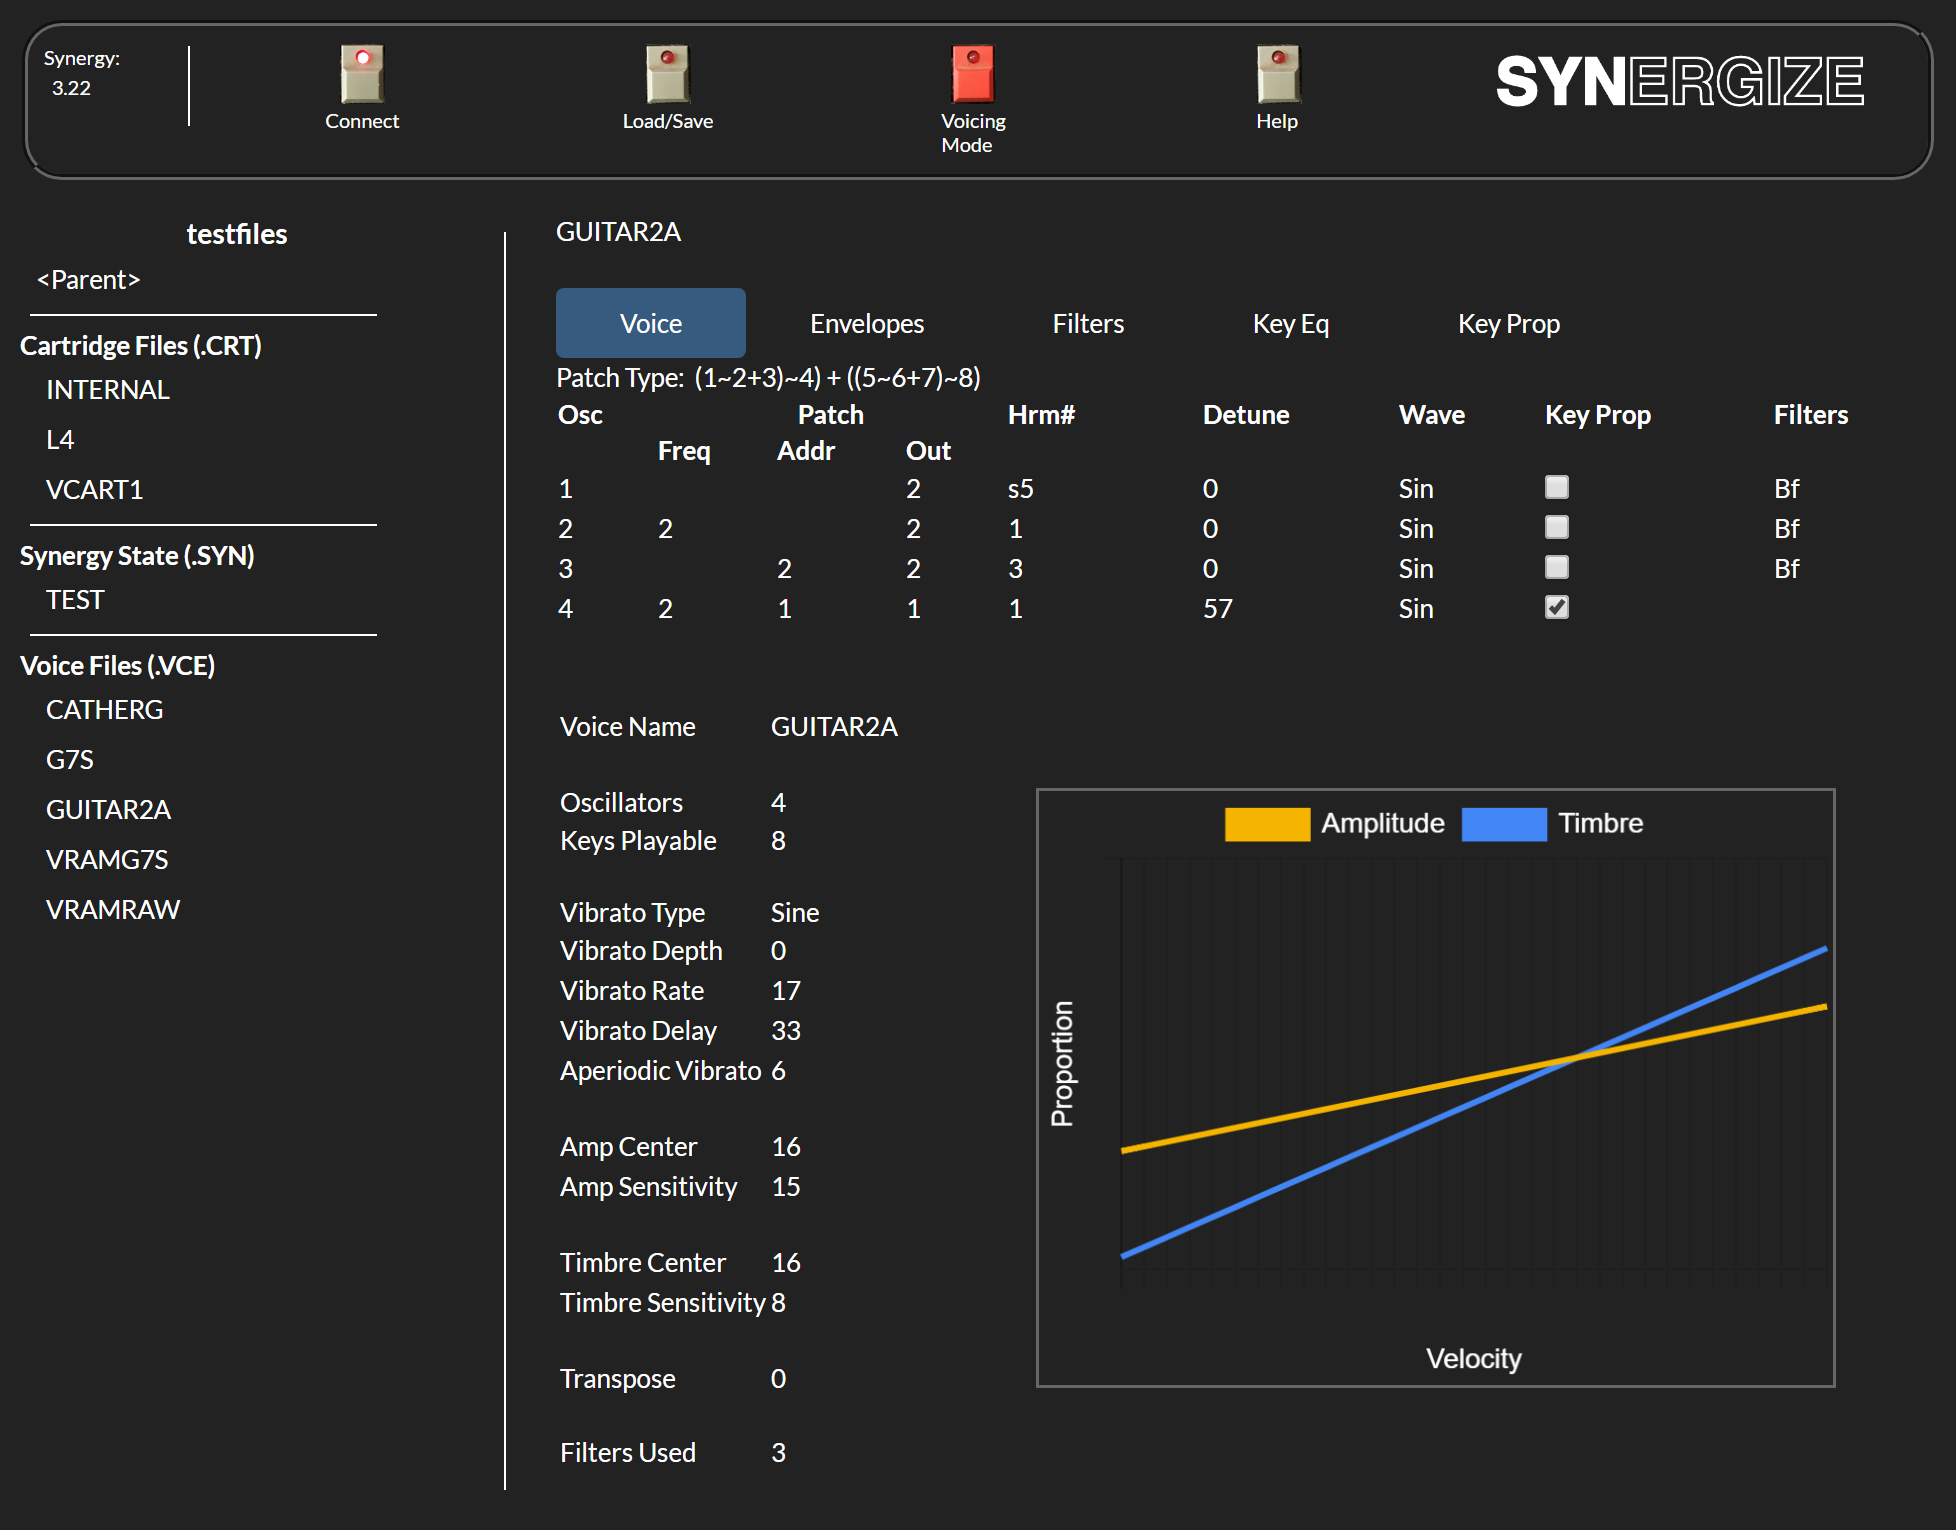 Synergy:
3.22
Connect
Load/Save
Voicing
Mode
Help
SYNERGIZE
testfiles
<Parent>
Cartridge Files (.CRT)
INTERNAL
L4
VCART1
Synergy State (.SYN)
TEST
Voice Files (.VCE)
CATHERG
G7S
GUITAR2A
VRAMG7S
VRAMRAW
GUITAR2A
Voice Envelopes Filters Key Eq Key Prop
Patch Type: (1~2+3)~4) + ((5~6+7)~8)
Osc Patch Hrm# Detune Wave Key Prop Filters
Freq Addr Out
1 2 s5 0 Sin Bf
2 2 2 1 0 Sin Bf
3 2 2 3 0 Sin Bf
4 2 1 1 1 57 Sin
Voice Name GUITAR2A
Oscillators 4
Keys Playable 8
Vibrato Type Sine
Vibrato Depth 0
Vibrato Rate 17
Vibrato Delay 33
Aperiodic Vibrato 6
Amp Center 16
Amp Sensitivity 15
Timbre Center 16
Timbre Sensitivity 8
Transpose 0
Filters Used 3
Amplitude Timbre
Proportion
Velocity